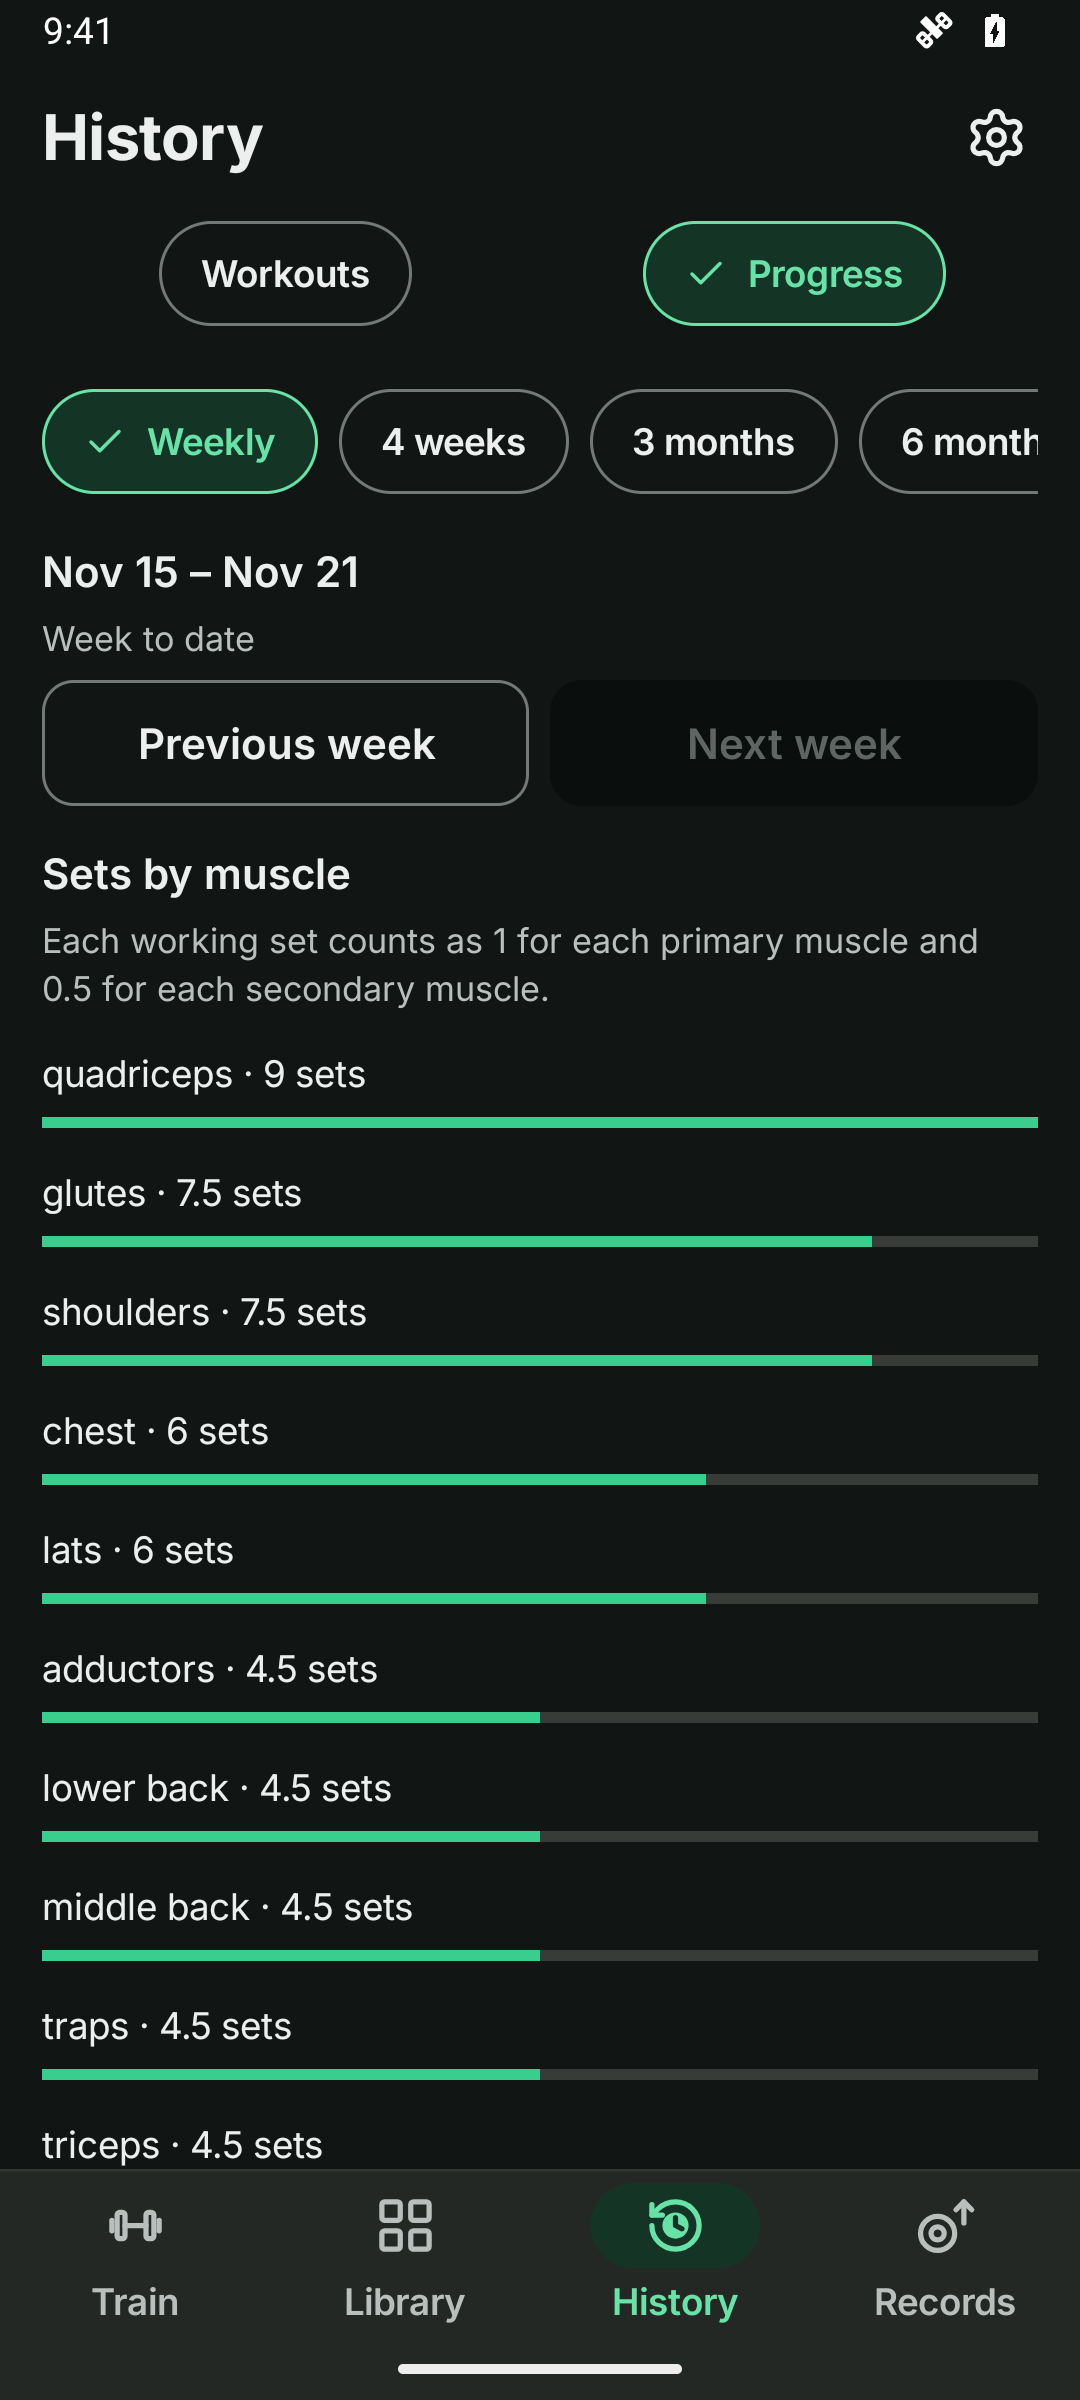 9:41
History
Workouts
Progress
Weekly
4 weeks
3 months
6 month
Nov 15 – Nov 21
Week to date
Previous week
Next week
Sets by muscle
Each working set counts as 1 for each primary muscle and
0.5 for each secondary muscle.
quadriceps · 9 sets
glutes · 7.5 sets
shoulders · 7.5 sets
chest · 6 sets
lats · 6 sets
adductors · 4.5 sets
lower back · 4.5 sets
middle back · 4.5 sets
traps · 4.5 sets
triceps · 4.5 sets
Train
Library
History
Records